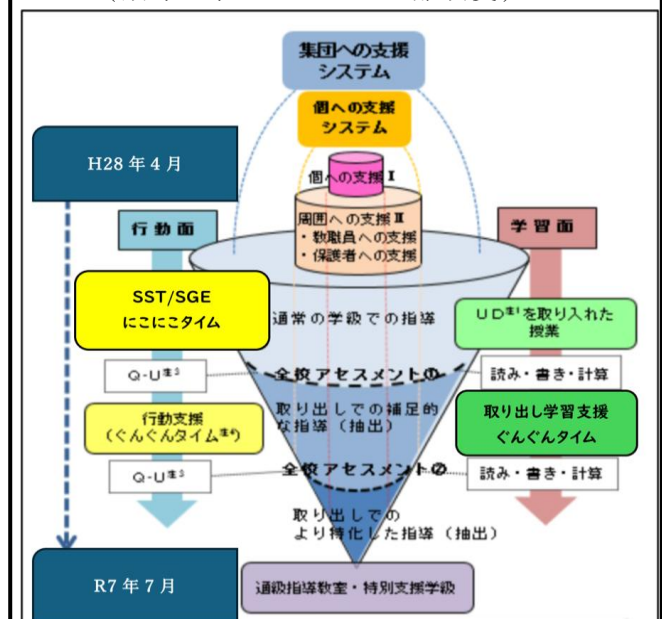 集団への支援
システム
個への支援
システム
H28 年 4 月
個への支援Ⅰ
周囲への支援Ⅱ
・教職員への支援
・保護者への支援
行動面
学習面
SST/SGE
にこにこタイム
通常の学級での指導
UD注1を取り入れた
授業
Q-U注3
全校アセスメント①
読み・書き・計算
行動支援
(ぐんぐんタイム注4)
取り出しでの補足的
な指導(抽出)
取り出し学習支援
ぐんぐんタイム
Q-U注3
全校アセスメント②
読み・書き・計算
取り出しでの
より特化した指導(抽出)
R7 年 7 月
通級指導教室・特別支援学級